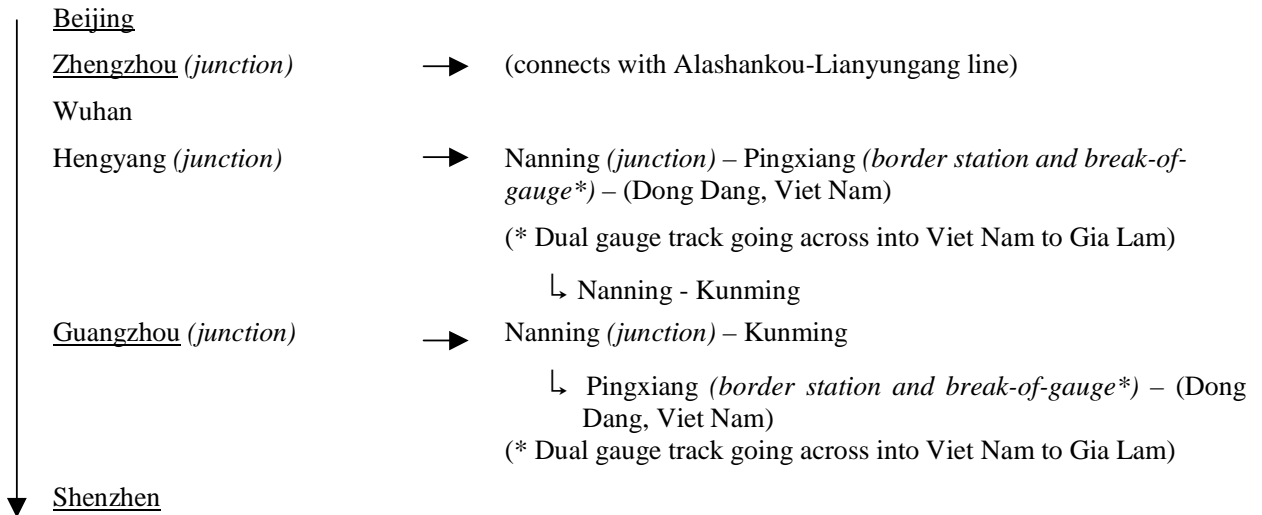 Beijing
Zhengzhou (junction) (connects with Alashankou-Lianyungang line)
Wuhan
Hengyang (junction) Nanning (junction) – Pingxiang (border station and break-of-
gauge*) – (Dong Dang, Viet Nam)
(* Dual gauge track going across into Viet Nam to Gia Lam)
Nanning - Kunming
Guangzhou (junction) Nanning (junction) – Kunming
Pingxiang (border station and break-of-gauge*) – (Dong
Dang, Viet Nam)
(* Dual gauge track going across into Viet Nam to Gia Lam)
Shenzhen